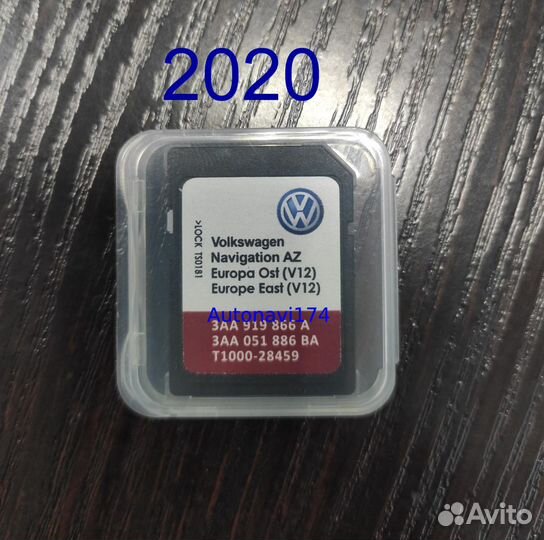 2020
>LOCK TS0181
Volkswagen
Navigation AZ
Europa Ost (V12)
Europe East (V12)
Autonavi174
3AA 919 866 A
3AA 051 886 BA
T1000-28459
Avito